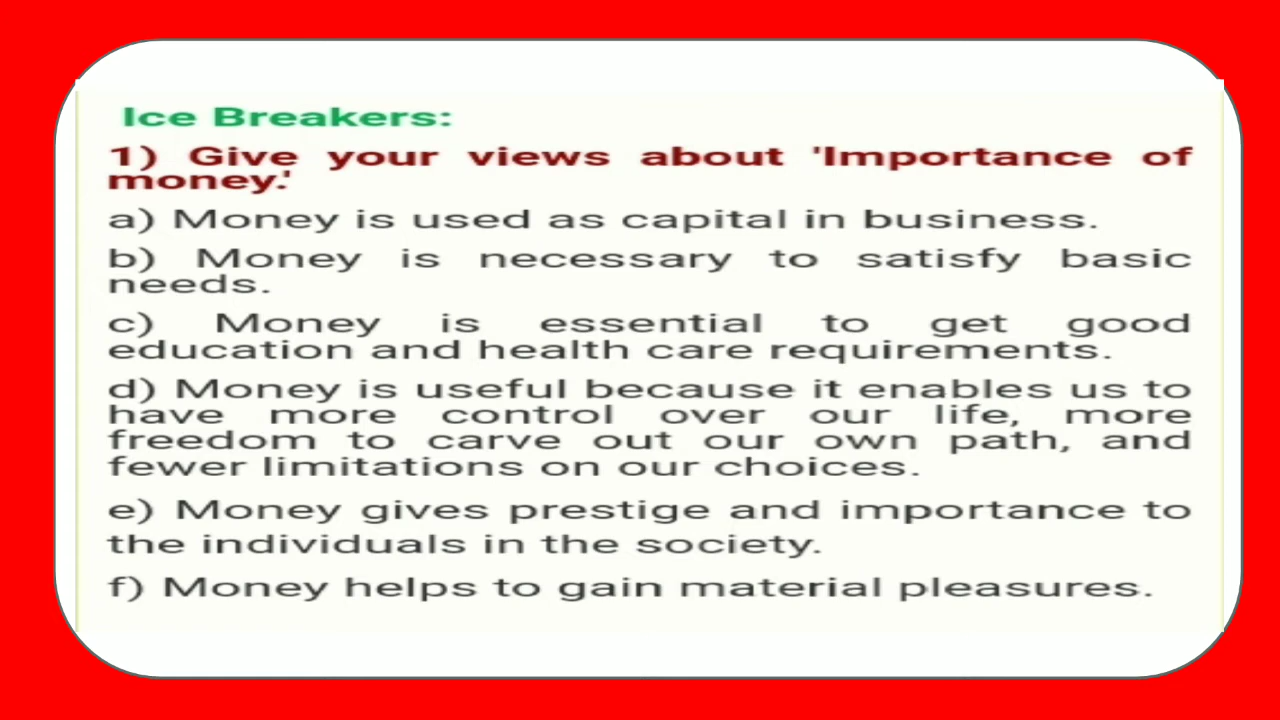 Ice Breakers:
1) Give your views about 'Importance of
money.'
a) Money is used as capital in business.
b) Money is necessary to satisfy basic
needs.
c) Money is essential to get good
education and health care requirements.
d) Money is useful because it enables us to
have more control over our life, more
freedom to carve out our own path, and
fewer limitations on our choices.
e) Money gives prestige and importance to
the individuals in the society.
f) Money helps to gain material pleasures.